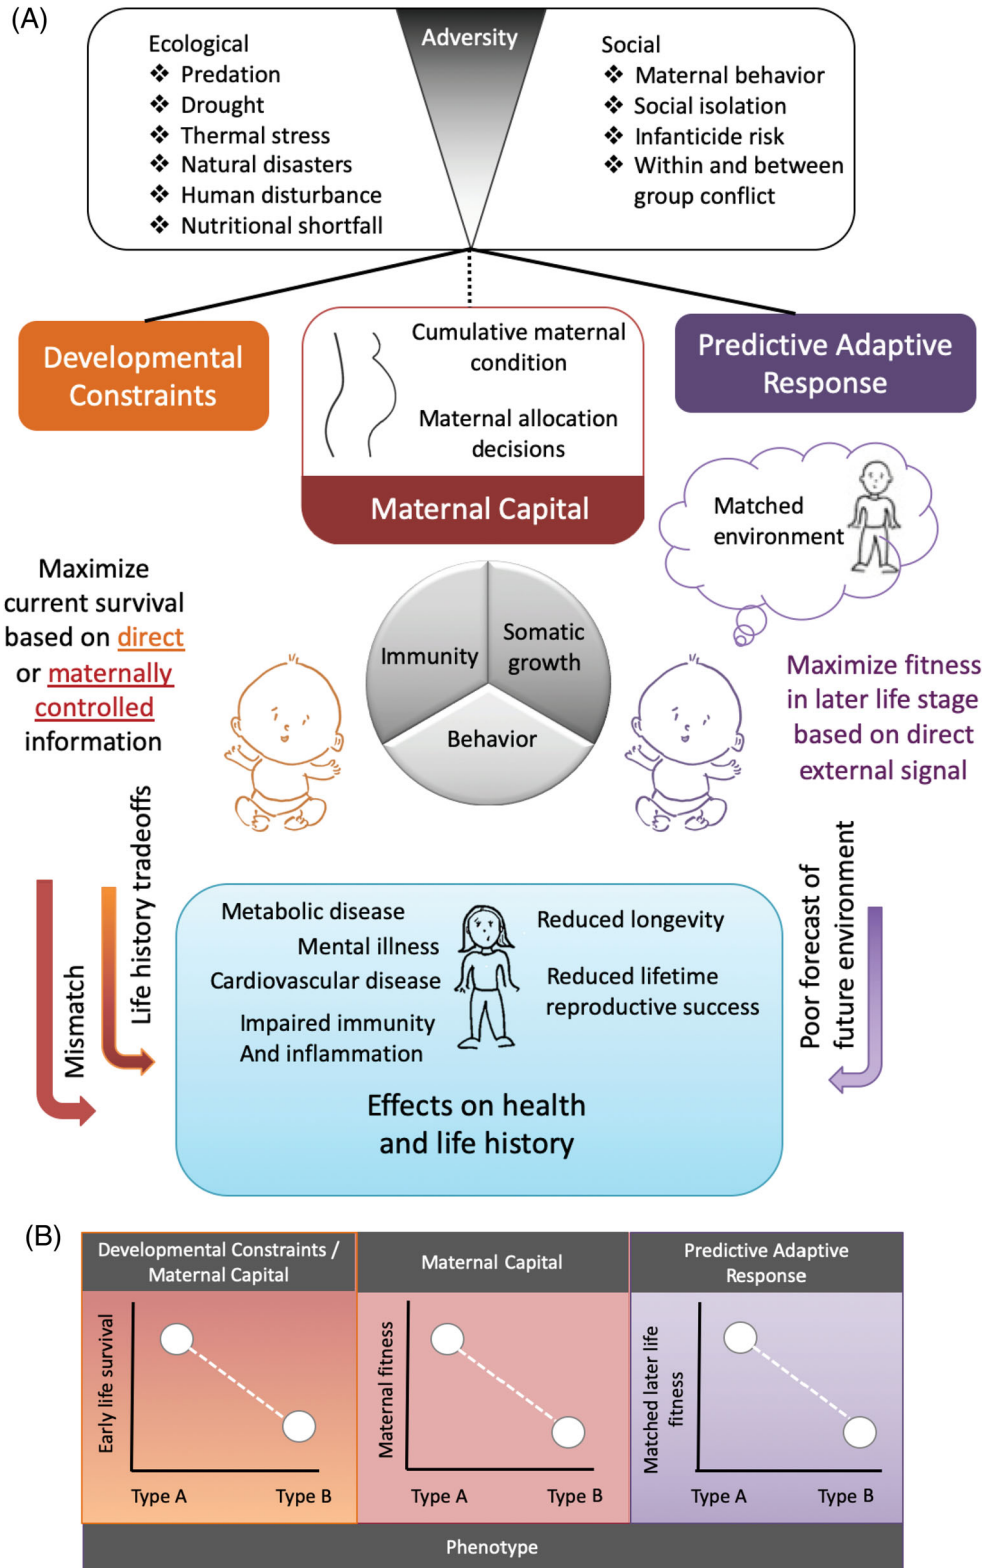 (A)
Adversity
Ecological
❖ Predation
❖ Drought
❖ Thermal stress
❖ Natural disasters
❖ Human disturbance
❖ Nutritional shortfall
Social
❖ Maternal behavior
❖ Social isolation
❖ Infanticide risk
❖ Within and between
group conflict
Developmental
Constraints
Cumulative maternal
condition
Maternal allocation
decisions
Maternal Capital
Predictive Adaptive
Response
Matched
environment
Maximize
current survival
based on direct
or maternally
controlled
information
Immunity
Somatic
growth
Behavior
Maximize fitness
in later life stage
based on direct
external signal
Mismatch
Life history tradeoffs
Poor forecast of
future environment
Metabolic disease
Mental illness
Cardiovascular disease
Impaired immunity
And inflammation
Reduced longevity
Reduced lifetime
reproductive success
Effects on health
and life history
(B)
Developmental Constraints /
Maternal Capital
Early life survival
Type A
Type B
Maternal Capital
Maternal fitness
Type A
Type B
Predictive Adaptive
Response
Matched later life
fitness
Type A
Type B
Phenotype